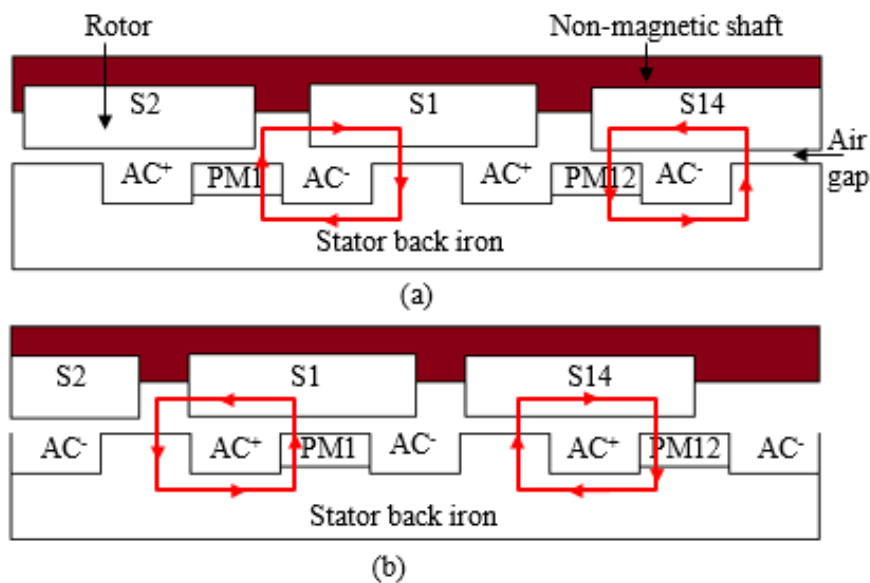 Rotor Non-magnetic shaft
S2 S1 S14
Air
gap
AC⁺ PM1 AC⁻ AC⁺ PM12 AC⁻
Stator back iron
(a)
S2 S1 S14
AC⁻ AC⁺ PM1 AC⁻ AC⁺ PM12 AC⁻
Stator back iron
(b)